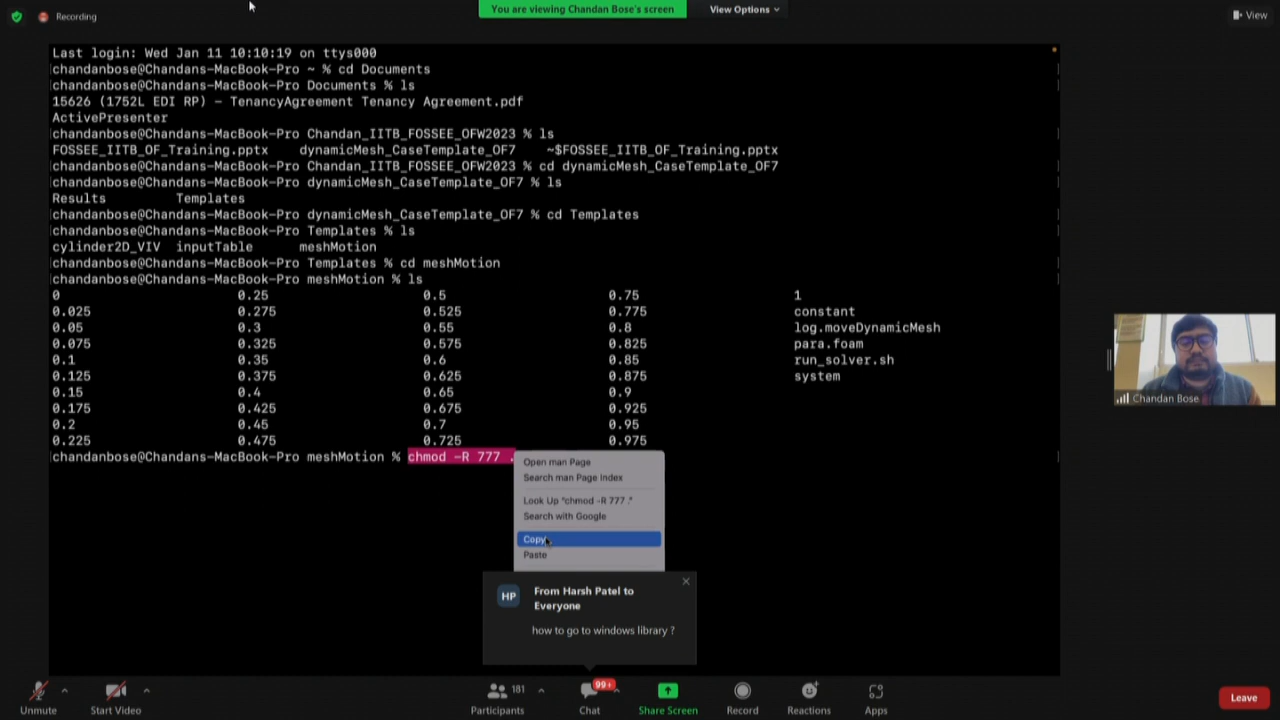 Recording
You are viewing Chandan Bose's screen
View Options
View
Last login: Wed Jan 11 10:10:19 on ttys000
chandanbose@Chandans-MacBook-Pro ~ % cd Documents
chandanbose@Chandans-MacBook-Pro Documents % ls
15626 (1752L EDI RP) - TenancyAgreement Tenancy Agreement.pdf
ActivePresenter
chandanbose@Chandans-MacBook-Pro Chandan_IITB_FOSSEE_OFW2023 % ls
FOSSEE_IITB_OF_Training.pptx dynamicMesh_CaseTemplate_OF7 ~$FOSSEE_IITB_OF_Training.pptx
chandanbose@Chandans-MacBook-Pro Chandan_IITB_FOSSEE_OFW2023 % cd dynamicMesh_CaseTemplate_OF7
chandanbose@Chandans-MacBook-Pro dynamicMesh_CaseTemplate_OF7 % ls
Results Templates
chandanbose@Chandans-MacBook-Pro dynamicMesh_CaseTemplate_OF7 % cd Templates
chandanbose@Chandans-MacBook-Pro Templates % ls
cylinder2D_VIV inputTable meshMotion
chandanbose@Chandans-MacBook-Pro Templates % cd meshMotion
chandanbose@Chandans-MacBook-Pro meshMotion % ls
0 0.25 0.5 0.75 1
0.025 0.275 0.525 0.775 constant
0.05 0.3 0.55 0.8 log.moveDynamicMesh
0.075 0.325 0.575 0.825 para.foam
0.1 0.35 0.6 0.85 run_solver.sh
0.125 0.375 0.625 0.875 system
0.15 0.4 0.65 0.9
0.175 0.425 0.675 0.925
0.2 0.45 0.7 0.95
0.225 0.475 0.725 0.975
chandanbose@Chandans-MacBook-Pro meshMotion % chmod -R 777 .
Open man Page
Search man Page Index
Look Up "chmod -R 777 ."
Search with Google
Copy
Paste
HP
From Harsh Patel to
Everyone
how to go to windows library ?
Chandan Bose
Unmute
Start Video
181
Participants
99+
Chat
Share Screen
Record
Reactions
Apps
Leave